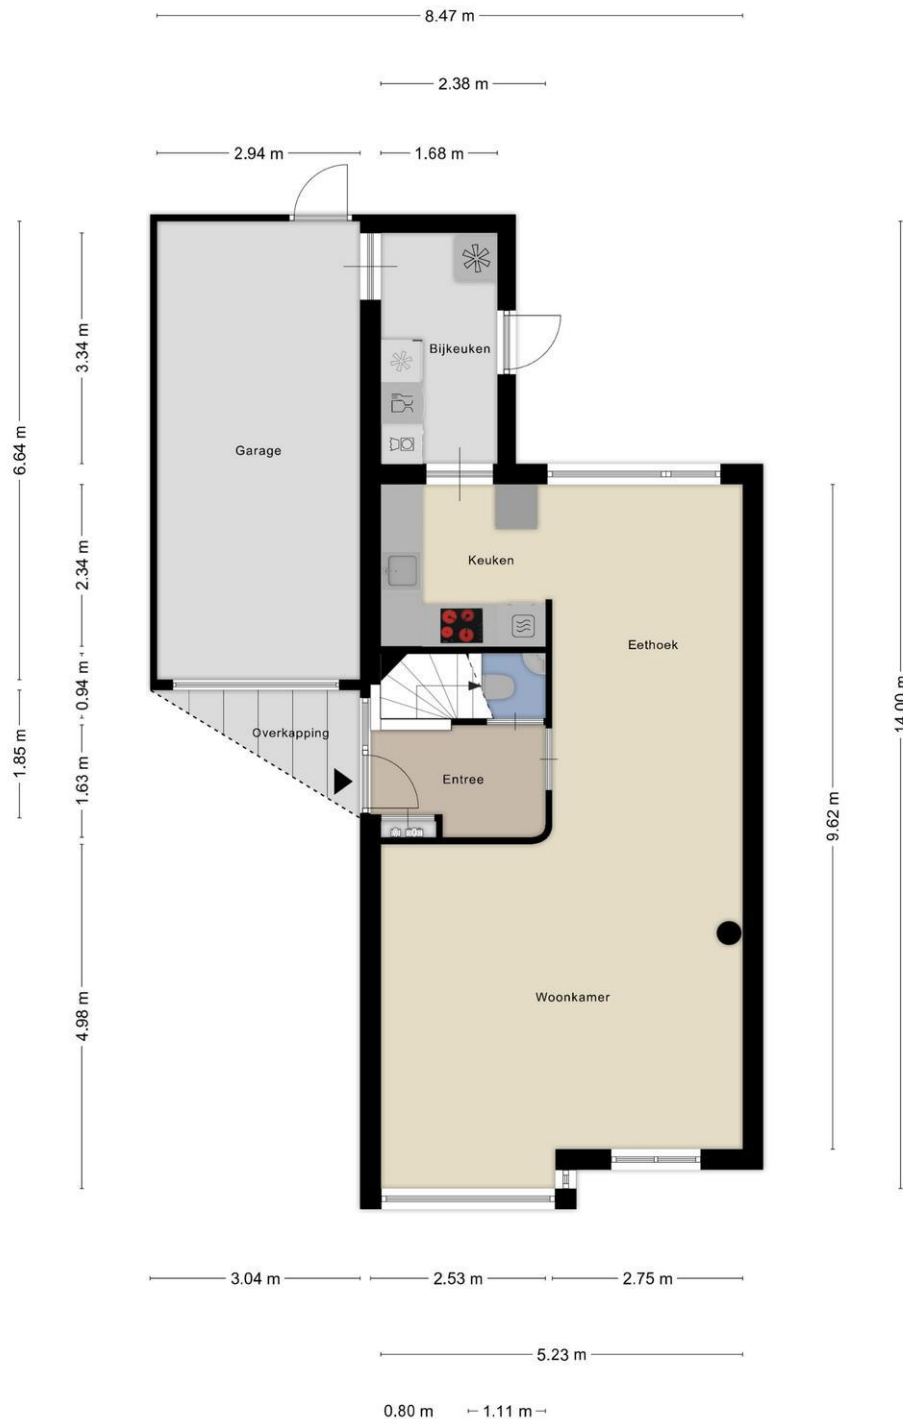 8.47 m
2.38 m
2.94 m
1.68 m
3.34 m
Bijkeuken
6.64 m
Garage
2.34 m
Keuken
Eethoek
0.94 m
14.00 m
1.85 m
Overkapping
1.63 m
Entree
9.62 m
4.98 m
Woonkamer
3.04 m
2.53 m
2.75 m
5.23 m
0.80 m
1.11 m